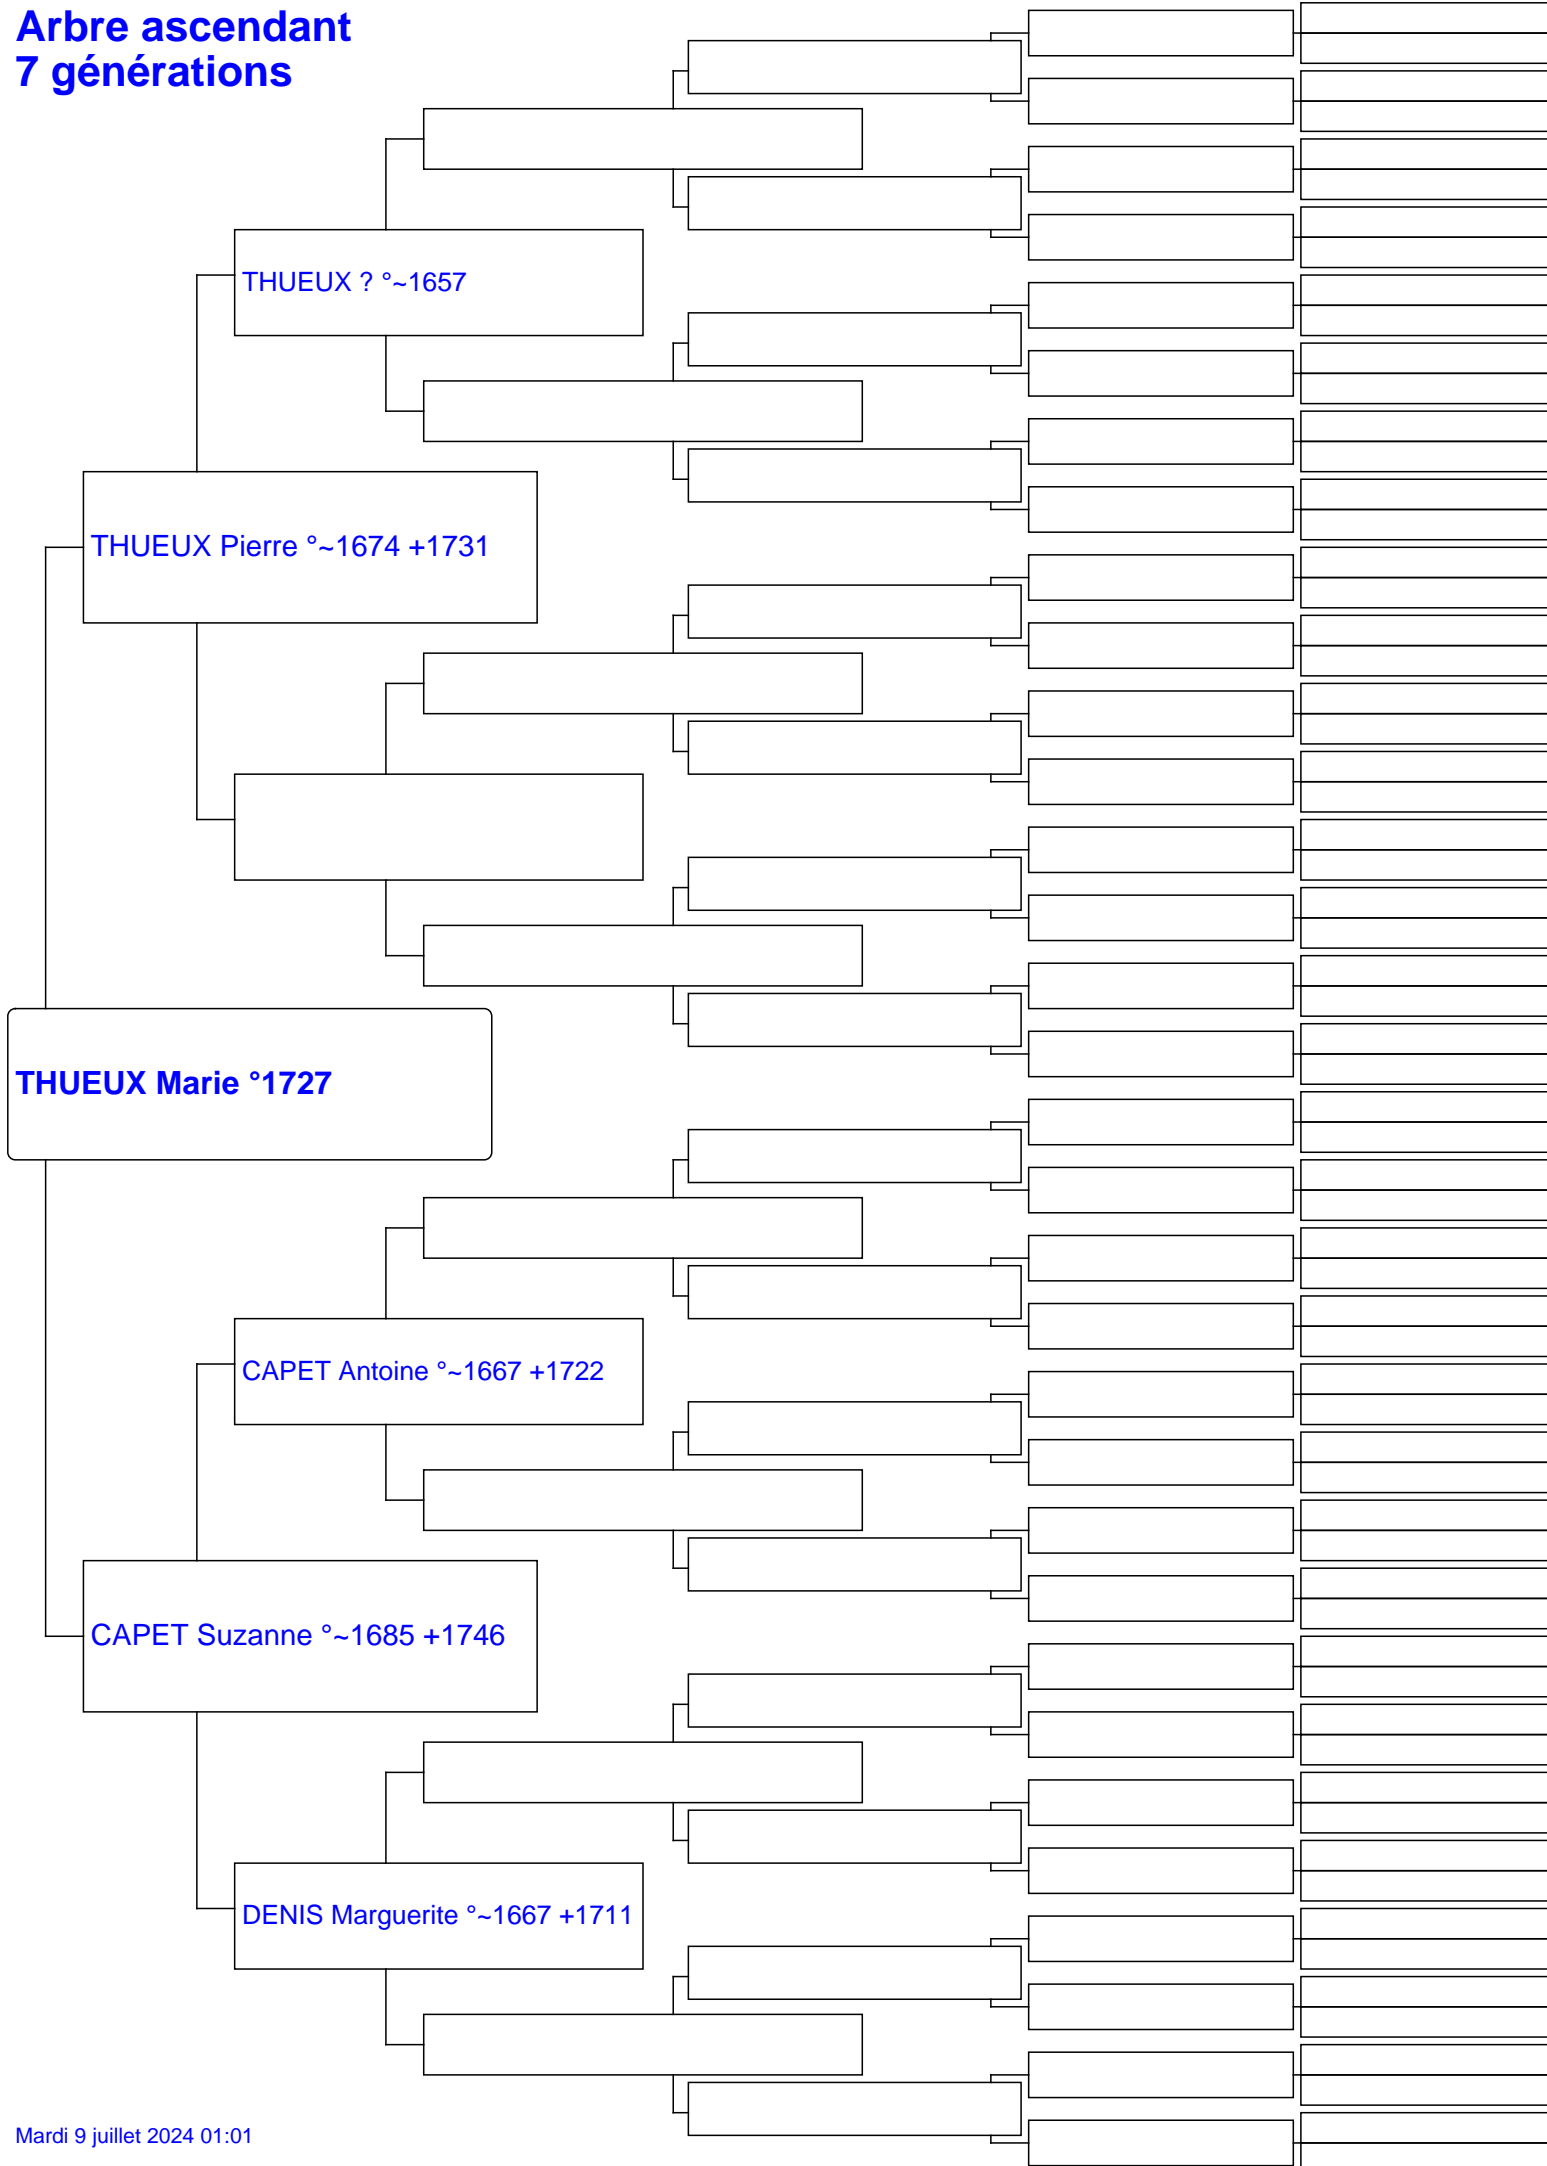 Arbre ascendant
7 générations
THUEUX ? °~1657
THUEUX Pierre °~1674 +1731
THUEUX Marie °1727
CAPET Antoine °~1667 +1722
CAPET Suzanne °~1685 +1746
DENIS Marguerite °~1667 +1711
Mardi 9 juillet 2024 01:01